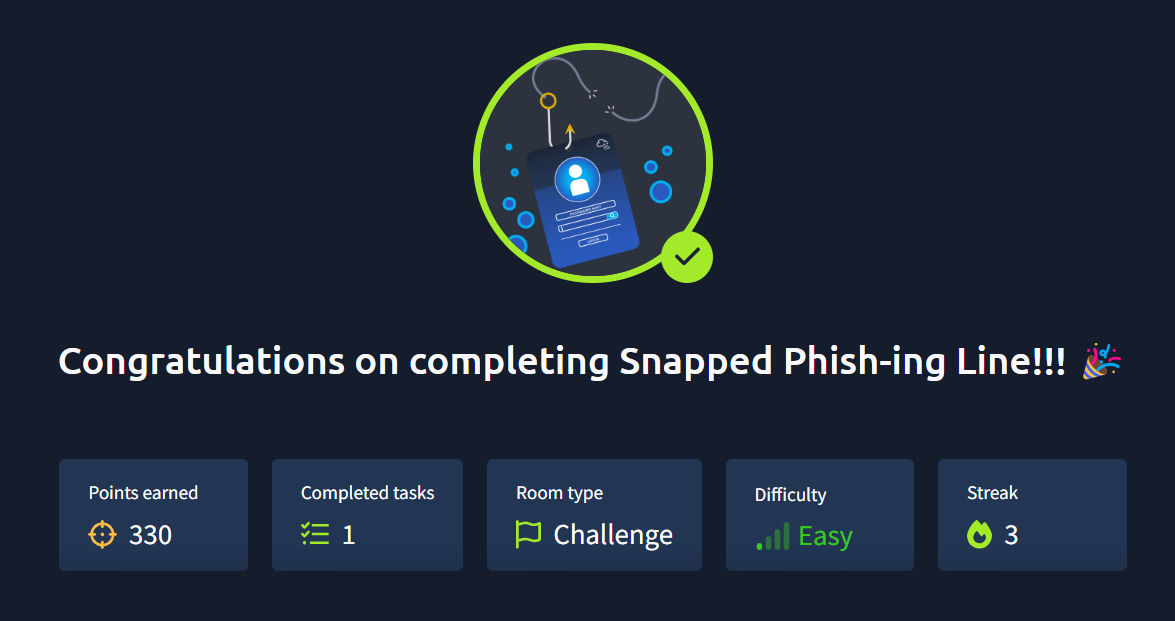 Congratulations on completing Snapped Phish-ing Line!!! 🎉
Points earned
330
Completed tasks
1
Room type
Challenge
Difficulty
Easy
Streak
3